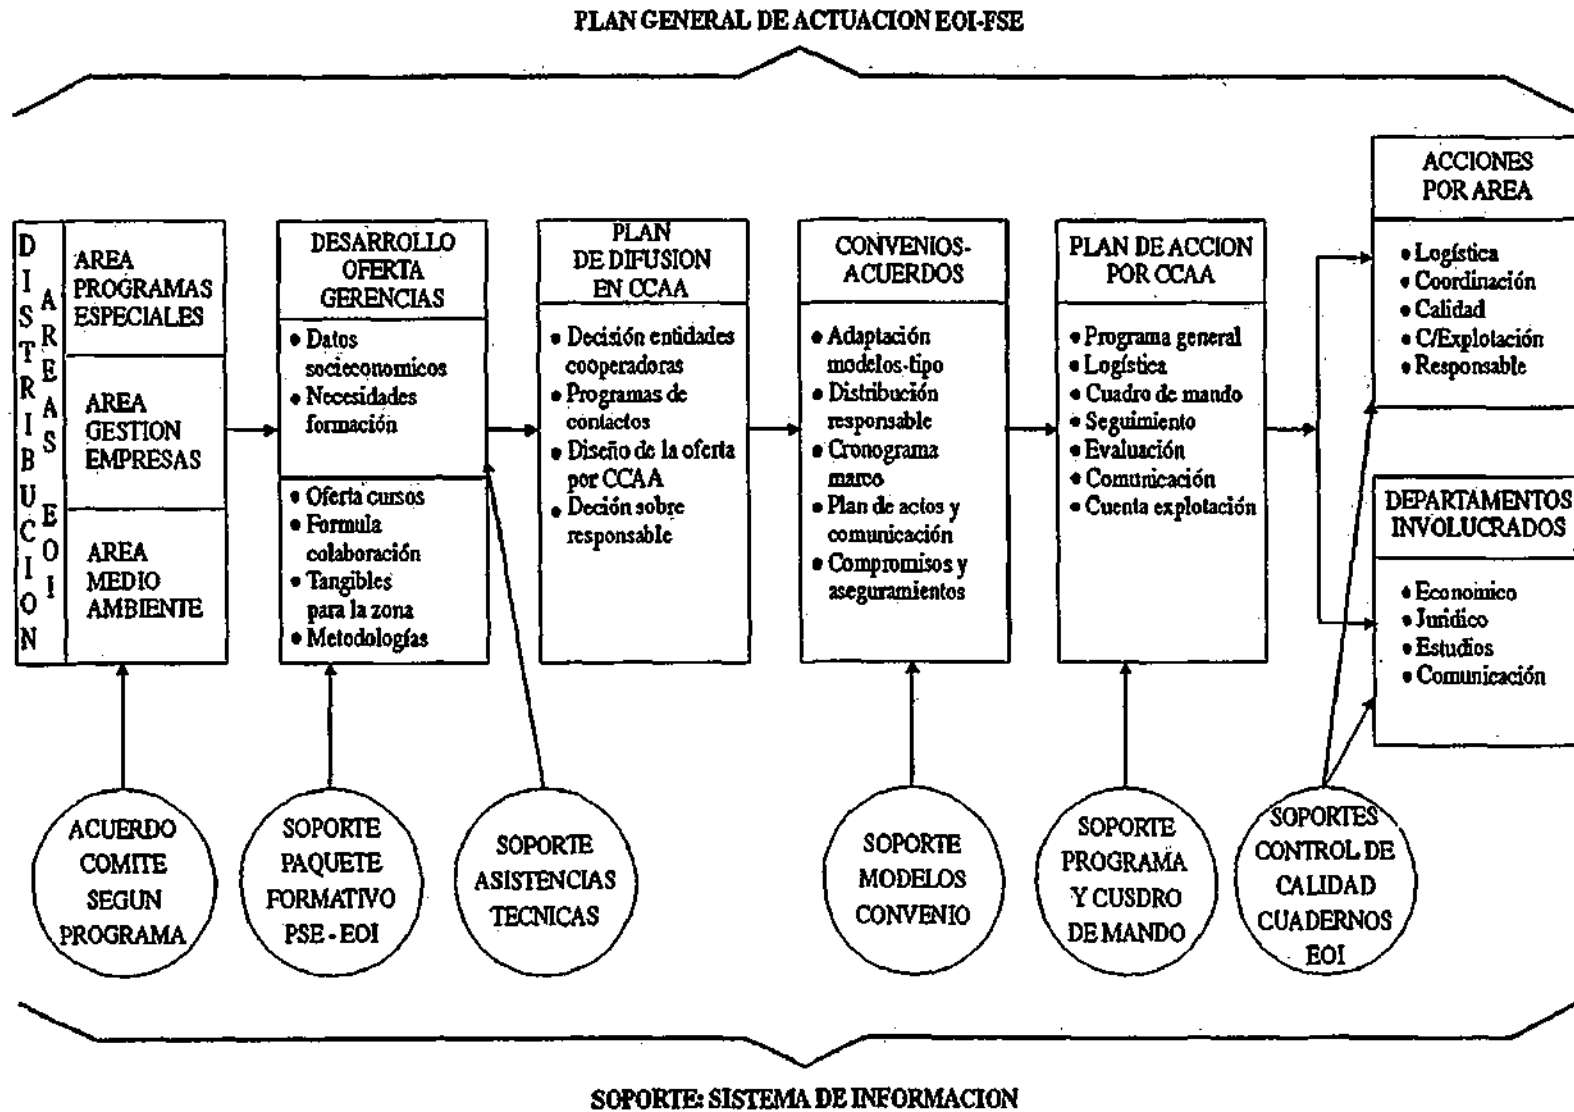 PLAN GENERAL DE ACTUACION EOI-FSE
DISTRIBUCION
AREAS EOI
AREA
PROGRAMAS
ESPECIALES
AREA
GESTION
EMPRESAS
AREA
MEDIO
AMBIENTE
DESARROLLO
OFERTA
GERENCIAS
• Datos
socieconomicos
• Necesidades
formación
• Oferta cursos
• Formula
colaboración
• Tangibles
para la zona
• Metodologías
PLAN
DE DIFUSION
EN CCAA
• Decisión entidades
cooperadoras
• Programas de
contactos
• Diseño de la oferta
por CCAA
• Deción sobre
responsable
CONVENIOS-
ACUERDOS
• Adaptación
modelos-tipo
• Distribución
responsable
• Cronograma
marco
• Plan de actos y
comunicación
• Compromisos y
aseguramientos
PLAN DE ACCION
POR CCAA
• Programa general
• Logística
• Cuadro de mando
• Seguimiento
• Evaluación
• Comunicación
• Cuenta explotación
ACCIONES
POR AREA
• Logística
• Coordinación
• Calidad
• C/Explotación
• Responsable
DEPARTAMENTOS
INVOLUCRADOS
• Económico
• Jurídico
• Estudios
• Comunicación
ACUERDO
COMITE
SEGUN
PROGRAMA
SOPORTE
PAQUETE
FORMATIVO
PSE - EOI
SOPORTE
ASISTENCIAS
TECNICAS
SOPORTE
MODELOS
CONVENIO
SOPORTE
PROGRAMA
Y CUSDRO
DE MANDO
SOPORTES
CONTROL DE
CALIDAD
CUADERNOS
EOI
SOPORTE: SISTEMA DE INFORMACION